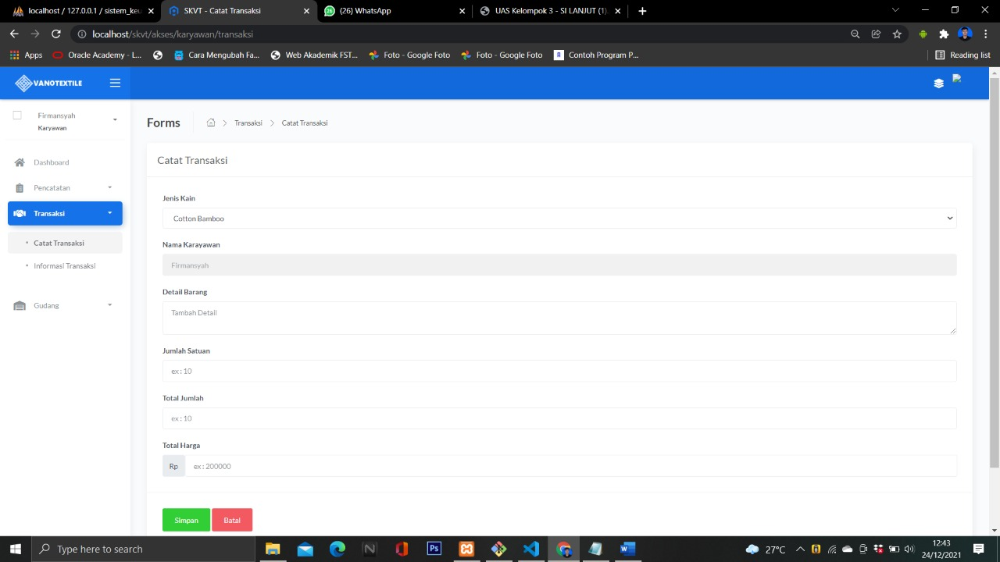 localhost / 127.0.0.1 / sistem_keu
SKVT - Catat Transaksi
(26) WhatsApp
UAS Kelompok 3 - SI LANJUT (1).
localhost/skvt/akses/karyawan/transaksi
Apps
Oracle Academy - L...
Cara Mengubah Fa...
Web Akademik FST...
Foto - Google Foto
Foto - Google Foto
Contoh Program P...
Reading list
VANOTEXTILE
Firmansyah
Karyawan
Dashboard
Pencatatan
Transaksi
Catat Transaksi
Informasi Transaksi
Gudang
Forms
Transaksi
Catat Transaksi
Catat Transaksi
Jenis Kain
Cotton Bamboo
Nama Karayawan
Firmansyah
Detail Barang
Tambah Detail
Jumlah Satuan
ex : 10
Total Jumlah
ex : 10
Total Harga
Rp
ex : 200000
Simpan
Batal
Type here to search
27°C
12:43
24/12/2021